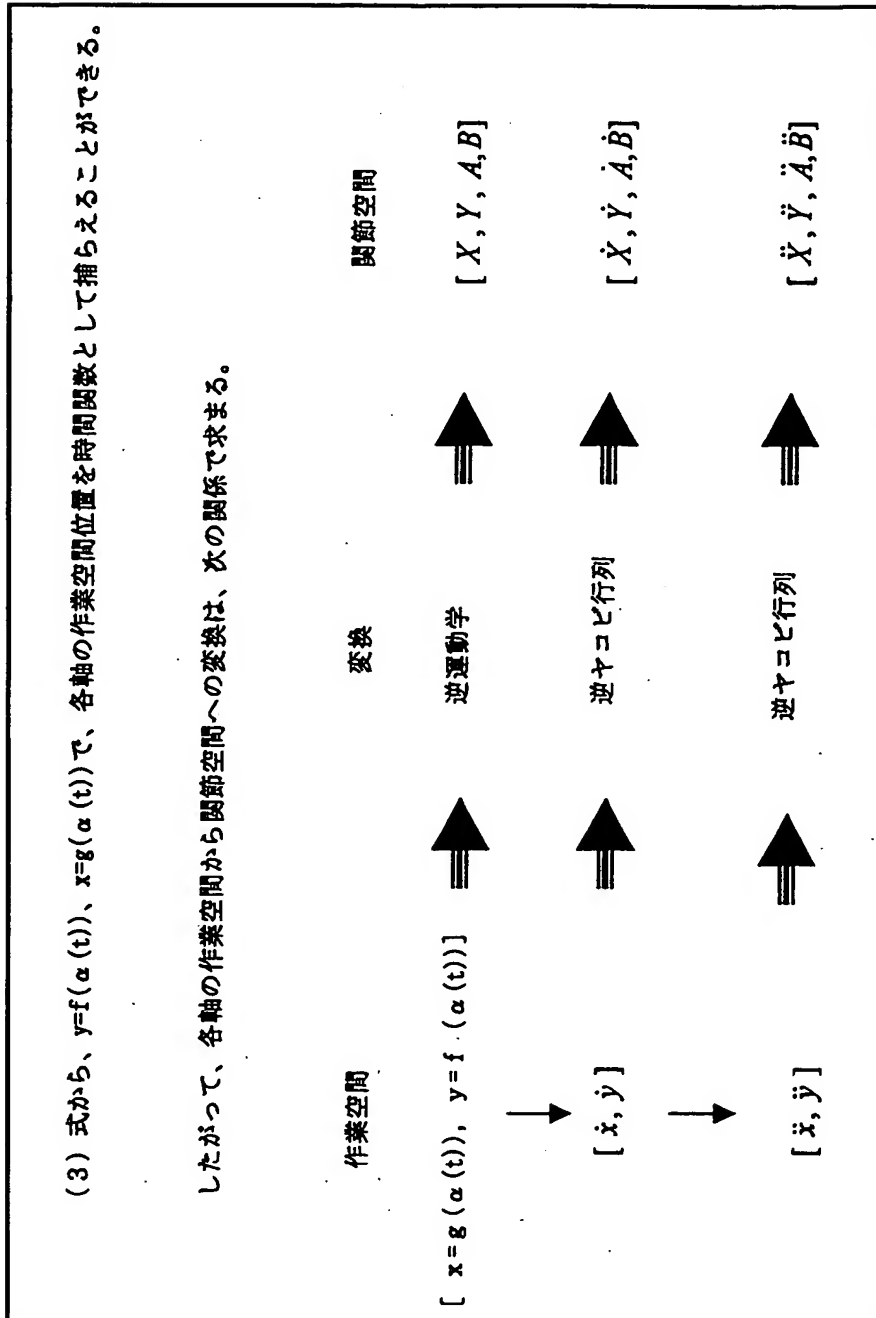 (3) 式から、y=f(α(t))、x=g(α(t))で、各軸の作業空間位置を時間関数として捕らえることができる。
したがって、各軸の作業空間から関節空間への変換は、次の関係で求まる。
作業空間 変換 関節空間
[ x=g(α(t)), y=f (α(t))] 逆運動学 [ X, Y, A,B]
[ ẋ, ẏ ] 逆ヤコビ行列 [ Ẋ, Ẏ, Ȧ,Ḃ]
[ ẍ, ÿ ] 逆ヤコビ行列 [ Ẍ, Ÿ, Ä,B̈]